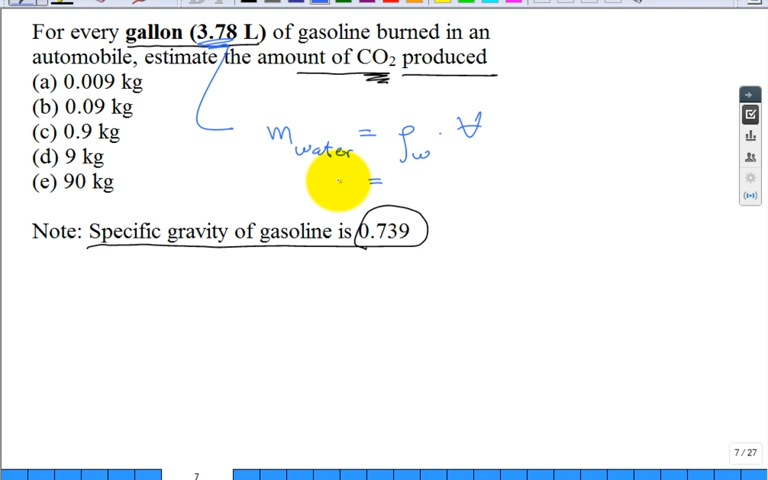 For every gallon (3.78 L) of gasoline burned in an
automobile, estimate the amount of CO₂ produced
(a) 0.009 kg
(b) 0.09 kg
(c) 0.9 kg
(d) 9 kg
(e) 90 kg
m_water = ρ_w · ∀
=
Note: Specific gravity of gasoline is 0.739
7 / 27
7